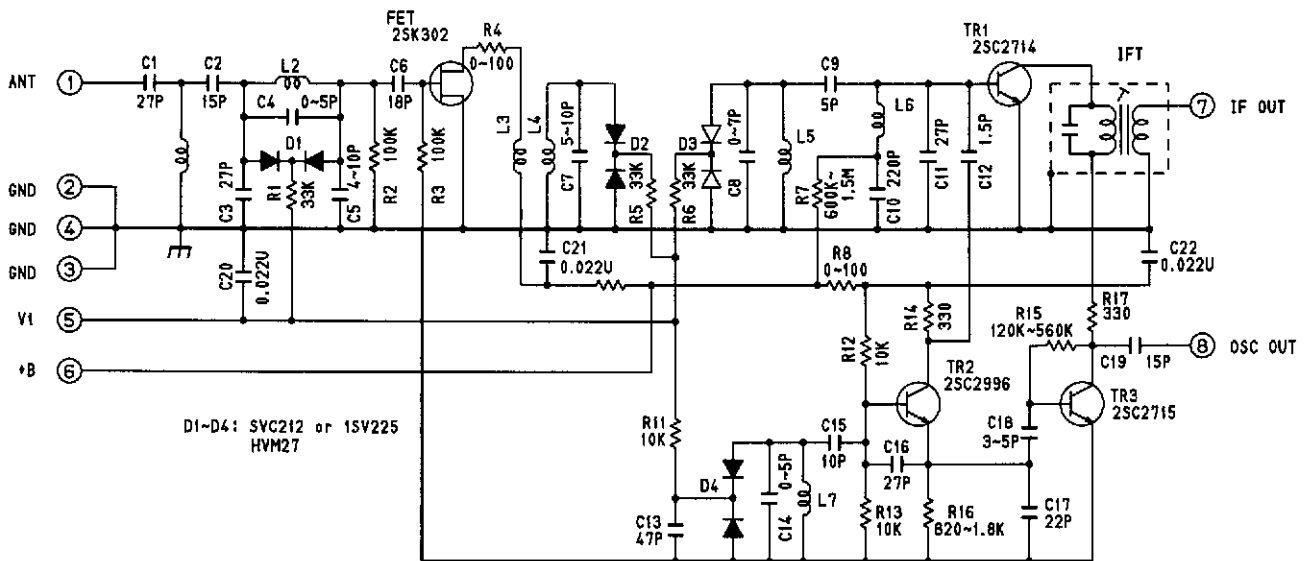 FET
2SK302
R4
0~100
TR1
2SC2714
IFT
ANT
1
C1
27P
C2
15P
L2
C4
0~5P
C6
18P
C9
5P
7
IF OUT
D1
L3
L4
5~10P
C7
D2
D3
0~7P
C8
L5
L6
27P
C11
1.5P
C12
27P
C3
R1
33K
4~10P
C5
100K
R2
100K
R3
33K
R5
33K
R6
R7
600K~
1.5M
220P
C10
GND
2
GND
4
GND
3
C20
0.022U
C21
0.022U
R8
0~100
C22
0.022U
V1
5
+B
6
R12
10K
R14
330
R15
120K~560K
R17
330
C19
15P
8
OSC OUT
TR2
2SC2996
TR3
2SC2715
D1~D4: SVC212 or 1SV225
HVM27
R11
10K
C15
10P
C16
27P
C18
3~5P
D4
0~5P
C14
L7
C13
47P
R13
10K
R16
820~1.8K
C17
22P